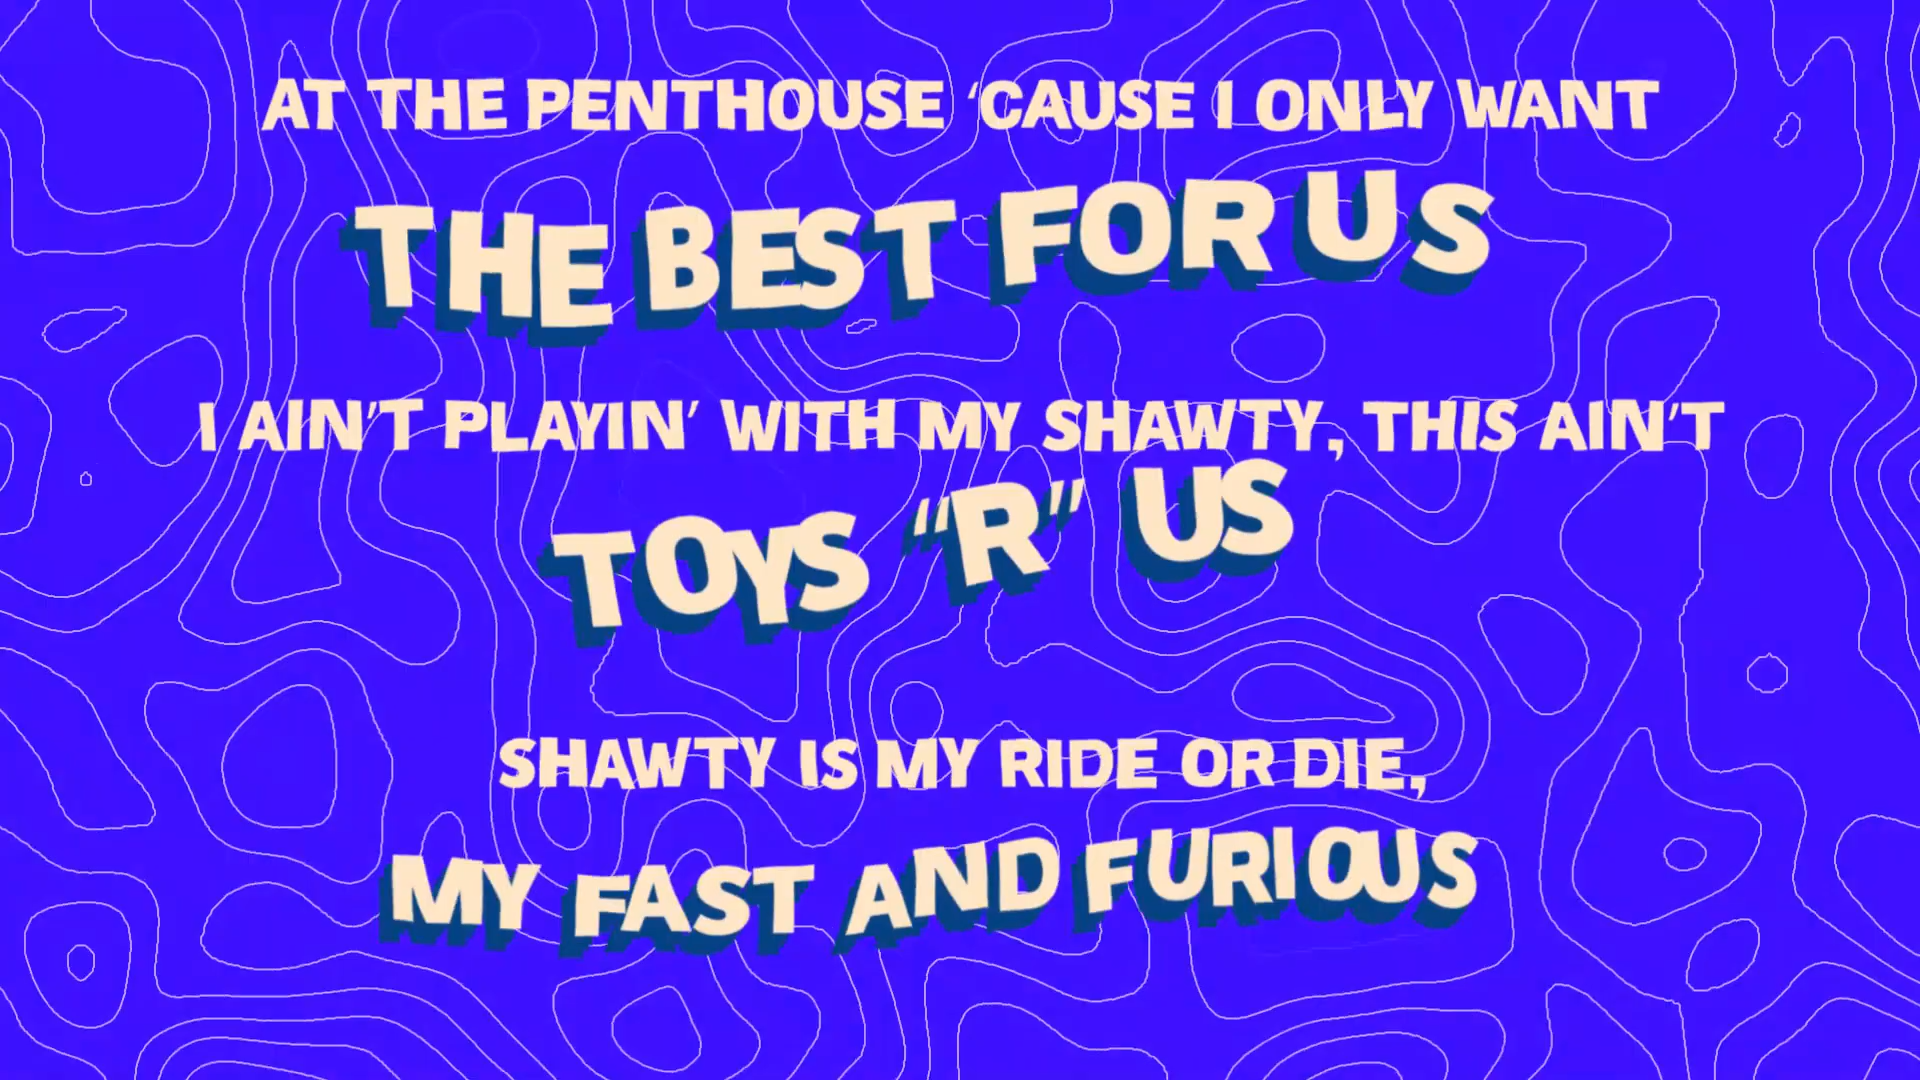 AT THE PENTHOUSE ‘CAUSE I ONLY WANT
THE BEST FOR US
I AIN’T PLAYIN’ WITH MY SHAWTY, THIS AIN’T
TOYS “R” US
SHAWTY IS MY RIDE OR DIE,
MY FAST AND FURIOUS